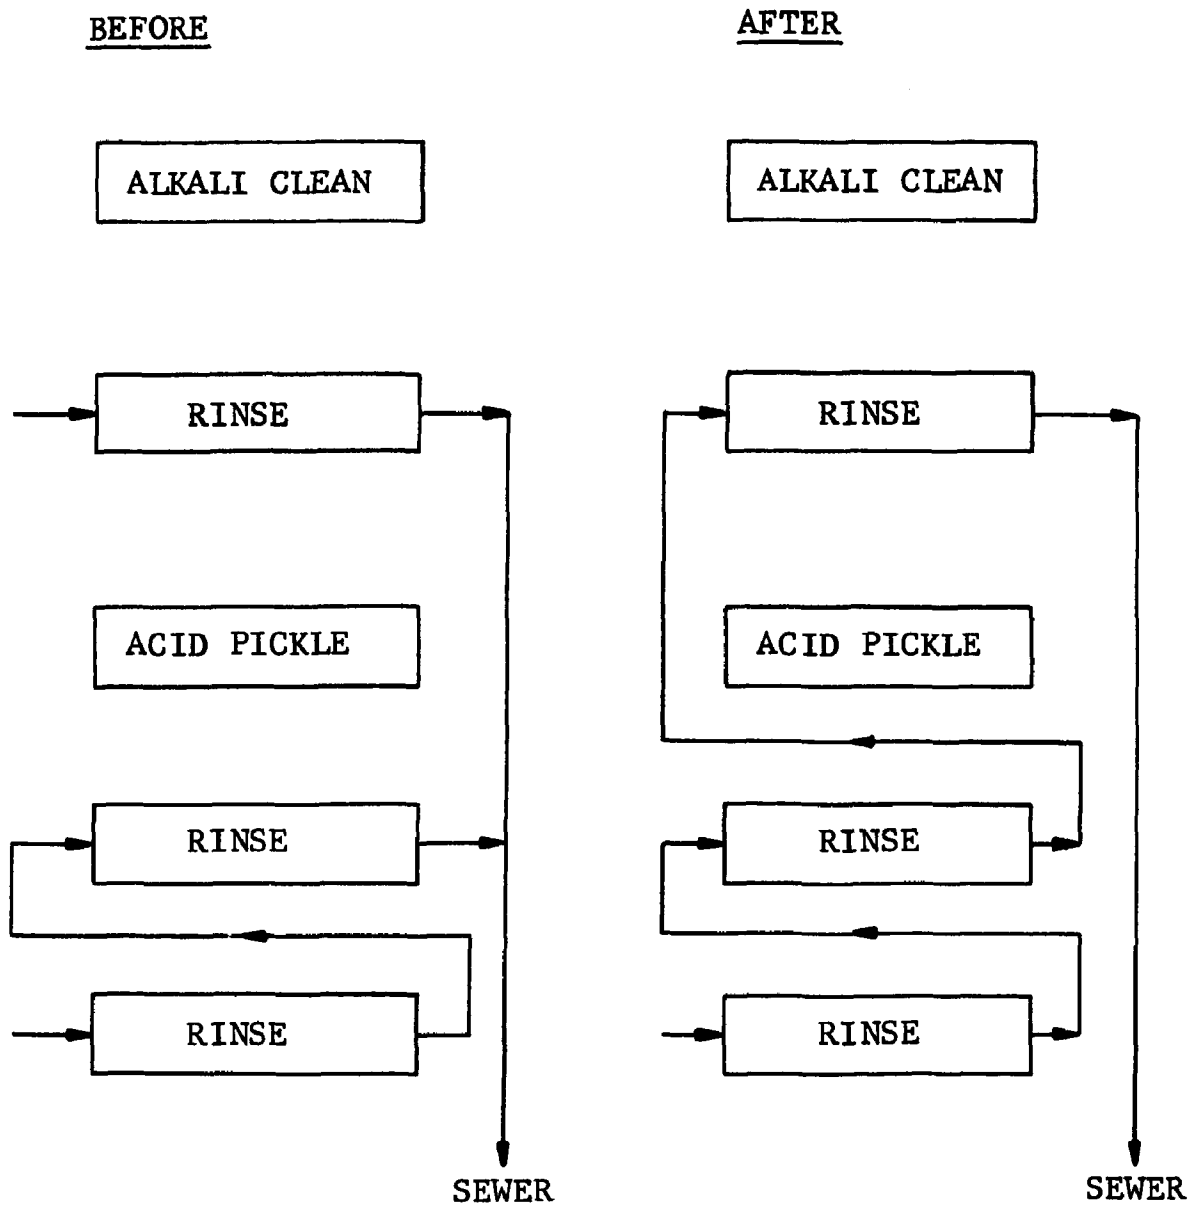 BEFORE
ALKALI CLEAN
RINSE
ACID PICKLE
RINSE
RINSE
SEWER
AFTER
ALKALI CLEAN
RINSE
ACID PICKLE
RINSE
RINSE
SEWER